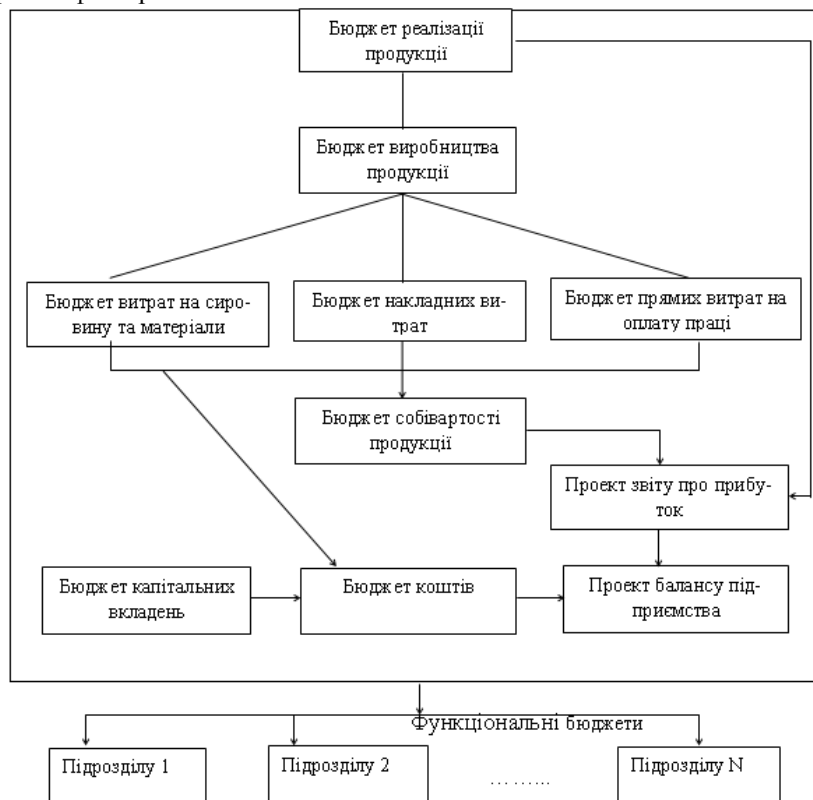 Бюджет реалізації
продукції
Бюджет виробництва
продукції
Бюджет витрат на сиро-
вину та матеріали
Бюджет накладних ви-
трат
Бюджет прямих витрат на
оплату праці
Бюджет собівартості
продукції
Проект звіту про прибу-
ток
Бюджет капітальних
вкладень
Бюджет коштів
Проект балансу під-
приємства
Функціональні бюджети
Підрозділу 1
Підрозділу 2
………
Підрозділу N